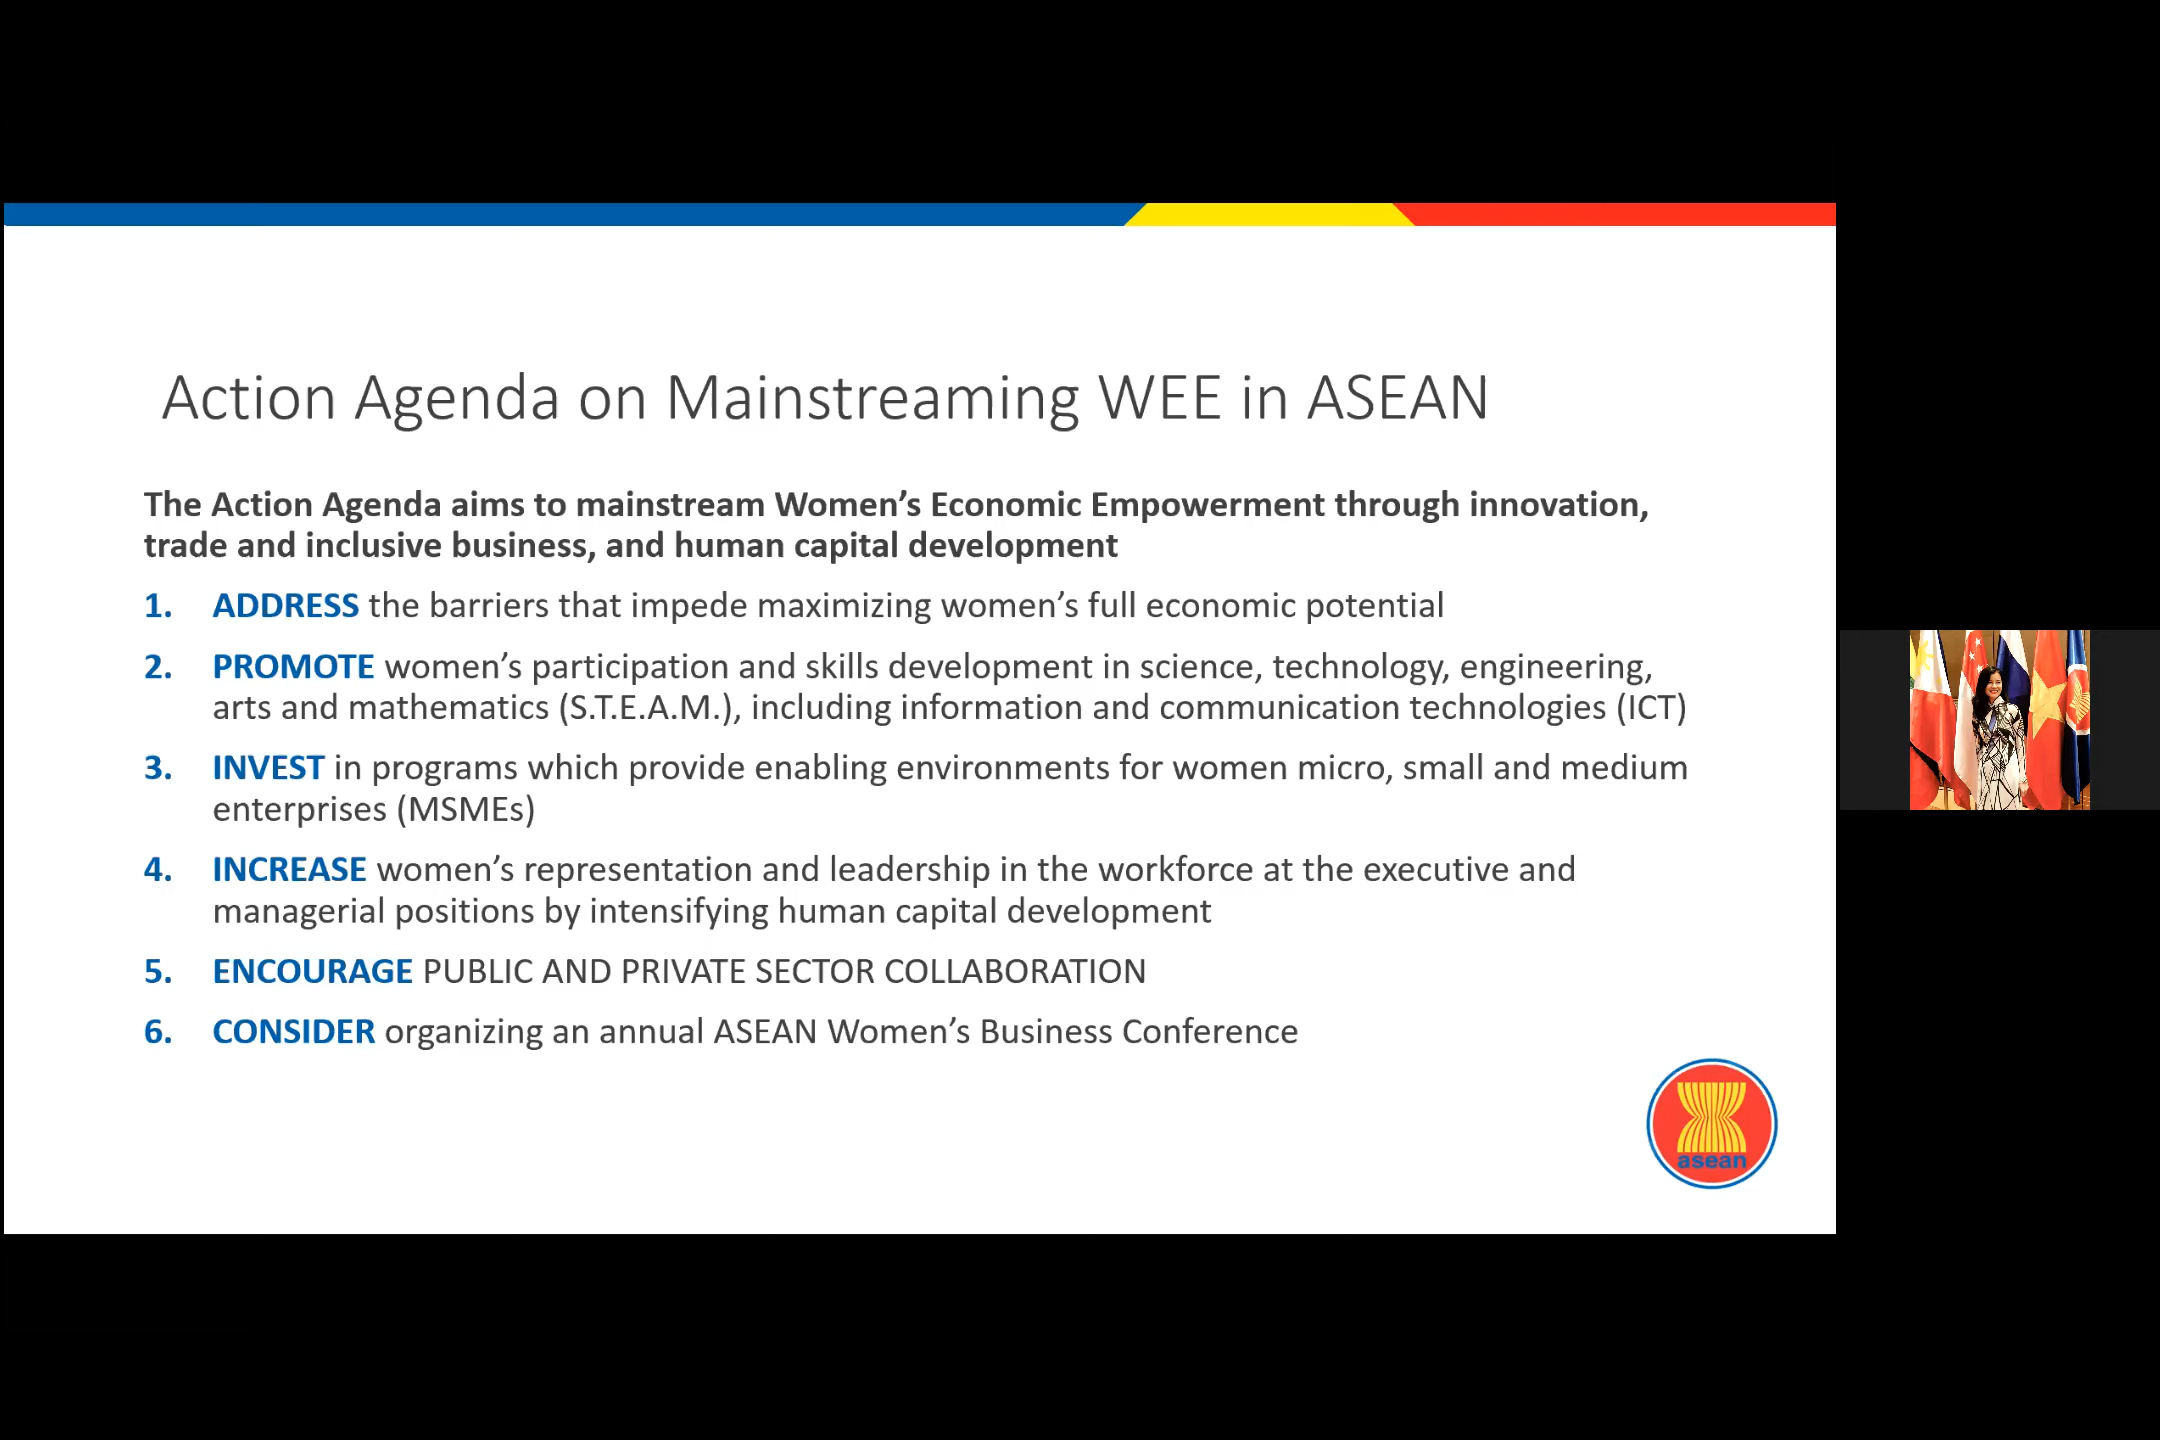 Action Agenda on Mainstreaming WEE in ASEAN
The Action Agenda aims to mainstream Women’s Economic Empowerment through innovation,
trade and inclusive business, and human capital development
1. ADDRESS the barriers that impede maximizing women’s full economic potential
2. PROMOTE women’s participation and skills development in science, technology, engineering,
arts and mathematics (S.T.E.A.M.), including information and communication technologies (ICT)
3. INVEST in programs which provide enabling environments for women micro, small and medium
enterprises (MSMEs)
4. INCREASE women’s representation and leadership in the workforce at the executive and
managerial positions by intensifying human capital development
5. ENCOURAGE PUBLIC AND PRIVATE SECTOR COLLABORATION
6. CONSIDER organizing an annual ASEAN Women’s Business Conference
asean